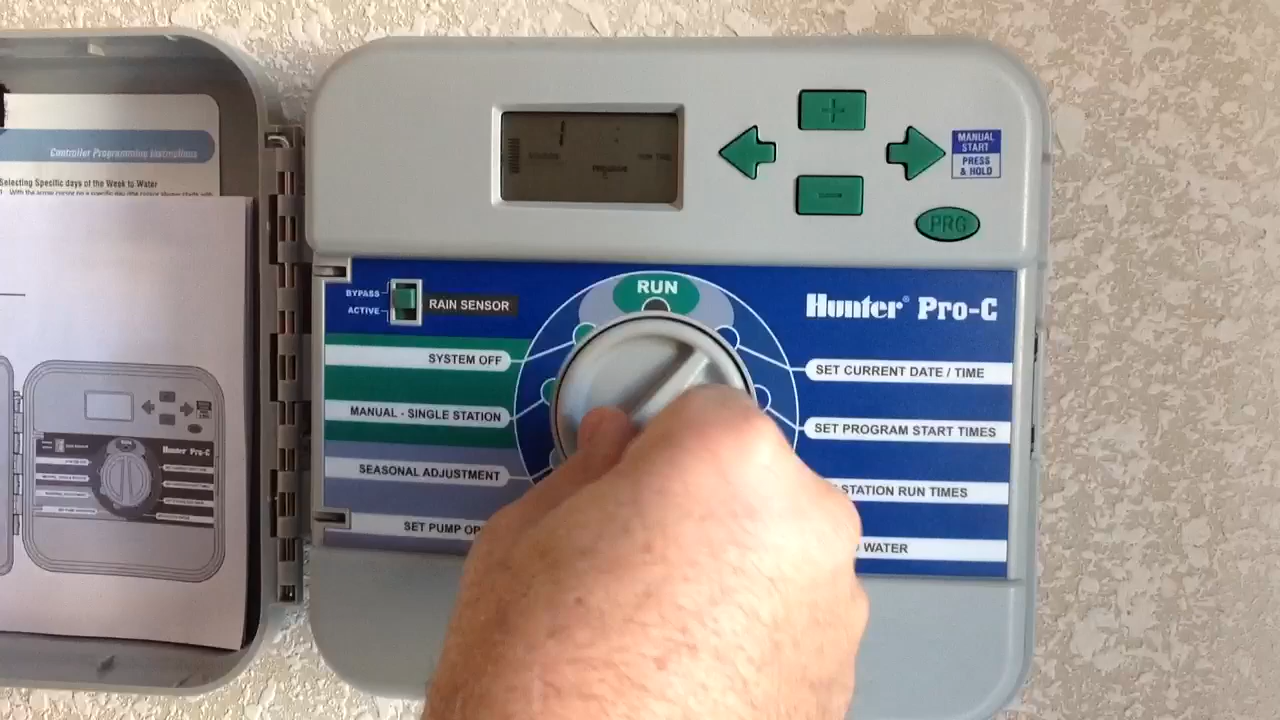 Controller Programming Instructions
Selecting Specific days of the Week to Water
MANUAL
START
PRESS
& HOLD
PRG
RUN
BYPASS
ACTIVE
RAIN SENSOR
Hunter® Pro-C
SYSTEM OFF
SET CURRENT DATE / TIME
MANUAL - SINGLE STATION
SET PROGRAM START TIMES
SEASONAL ADJUSTMENT
STATION RUN TIMES
SET PUMP
WATER
Hunter Pro-C